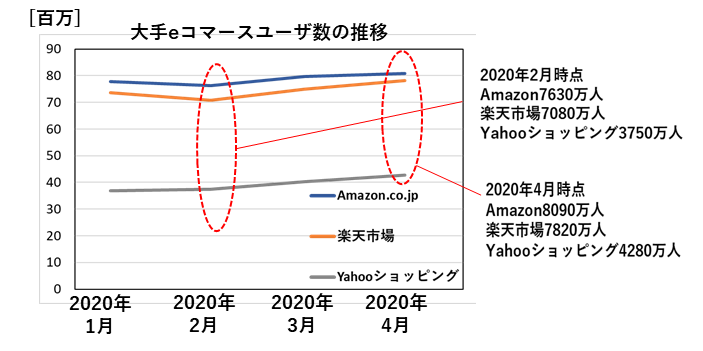 [百万]
大手eコマースユーザ数の推移
90
80
70
60
50
40
30
20
10
0
Amazon.co.jp
楽天市場
Yahooショッピング
2020年
1月
2020年
2月
2020年
3月
2020年
4月
2020年2月時点
Amazon7630万人
楽天市場7080万人
Yahooショッピング3750万人
2020年4月時点
Amazon8090万人
楽天市場7820万人
Yahooショッピング4280万人